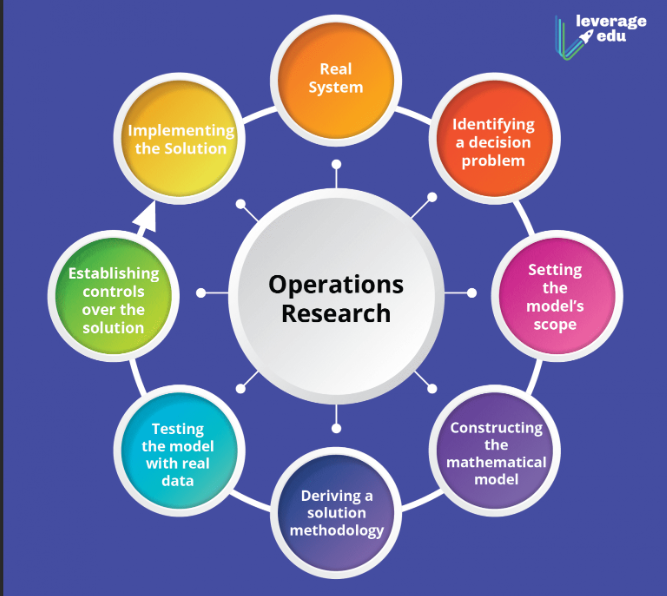 leverage
edu
Real
System
Identifying
a decision
problem
Setting
the
model's
scope
Constructing
the
mathematical
model
Deriving a
solution
methodology
Testing
the model
with real
data
Establishing
controls
over the
solution
Implementing
the Solution
Operations
Research